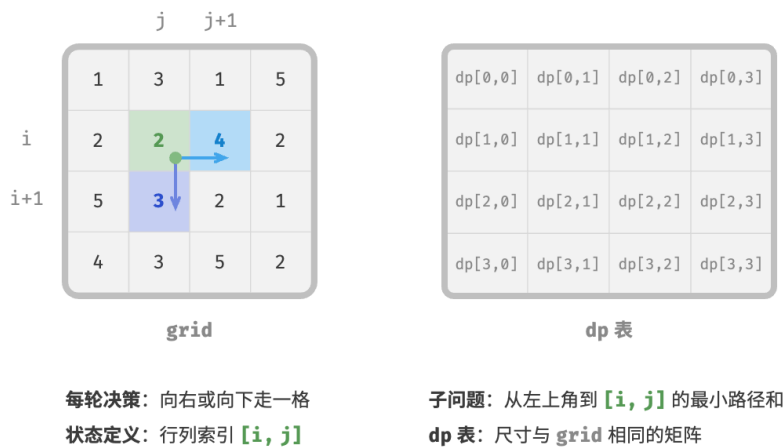 j j+1
1 3 1 5
i 2 2 4 2
i+1 5 3 2 1
4 3 5 2
grid
dp[0,0] dp[0,1] dp[0,2] dp[0,3]
dp[1,0] dp[1,1] dp[1,2] dp[1,3]
dp[2,0] dp[2,1] dp[2,2] dp[2,3]
dp[3,0] dp[3,1] dp[3,2] dp[3,3]
dp 表
每轮决策：向右或向下走一格
状态定义：行列索引 [i, j]
子问题：从左上角到 [i, j] 的最小路径和
dp 表：尺寸与 grid 相同的矩阵